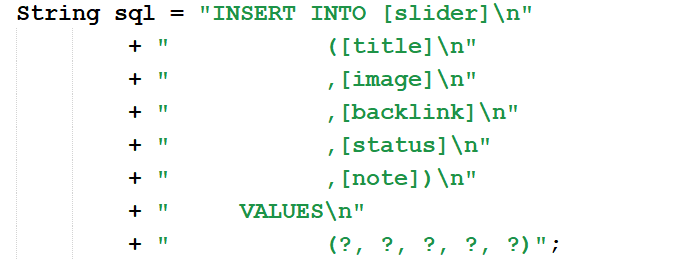 String sql = "INSERT INTO [slider]\n"
+ "           ([title]\n"
+ "           ,[image]\n"
+ "           ,[backlink]\n"
+ "           ,[status]\n"
+ "           ,[note])\n"
+ "     VALUES\n"
+ "           (?, ?, ?, ?, ?)";